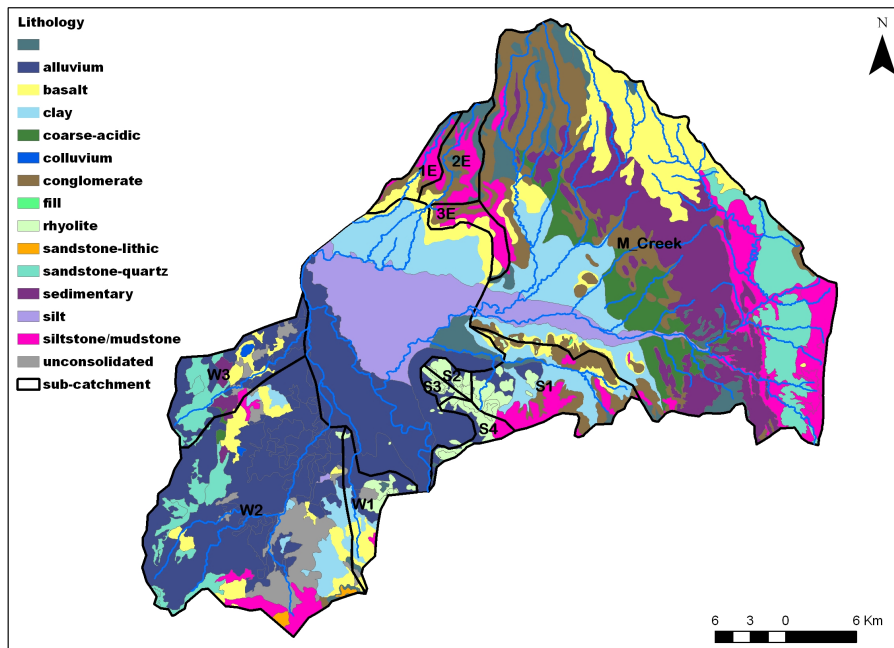 Lithology
alluvium
basalt
clay
coarse-acidic
colluvium
conglomerate
fill
rhyolite
sandstone-lithic
sandstone-quartz
sedimentary
silt
siltstone/mudstone
unconsolidated
sub-catchment
N
1E
2E
3E
M_Creek
W3
S2
S3
S1
S4
W2
W1
6 3 0 6 Km